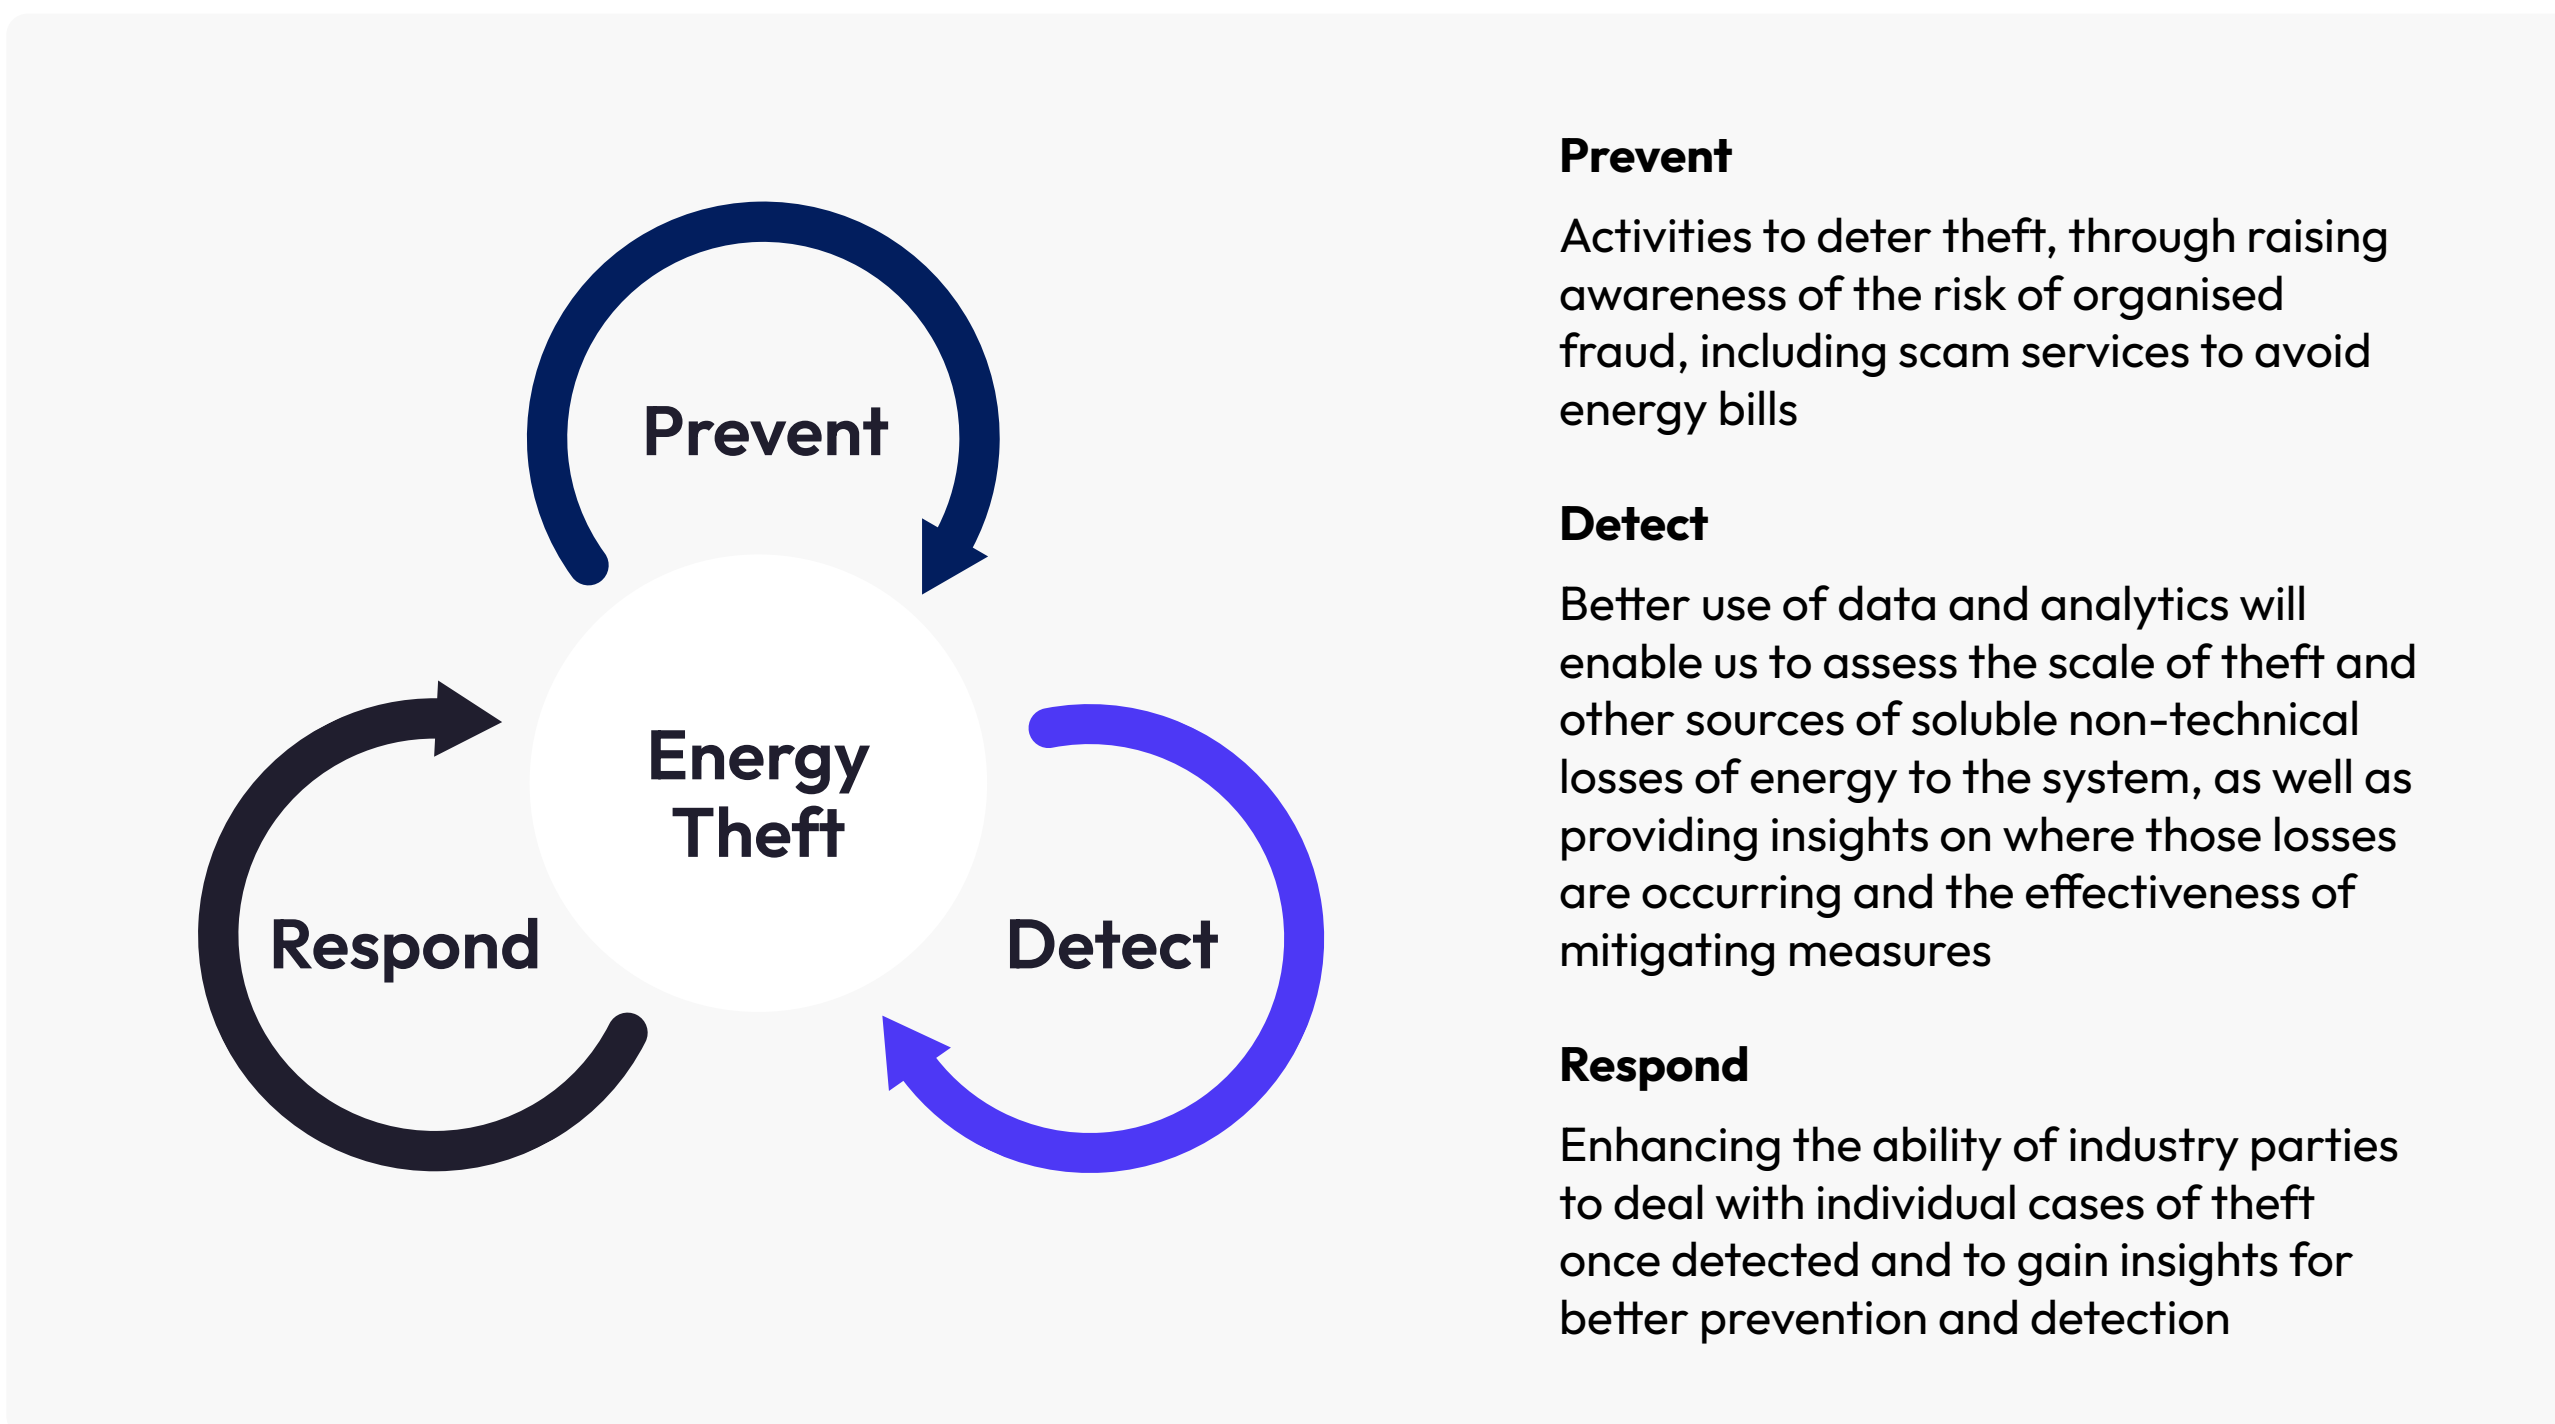 Prevent
Energy
Theft
Respond
Detect
Prevent
Activities to deter theft, through raising
awareness of the risk of organised
fraud, including scam services to avoid
energy bills
Detect
Better use of data and analytics will
enable us to assess the scale of theft and
other sources of soluble non-technical
losses of energy to the system, as well as
providing insights on where those losses
are occurring and the effectiveness of
mitigating measures
Respond
Enhancing the ability of industry parties
to deal with individual cases of theft
once detected and to gain insights for
better prevention and detection